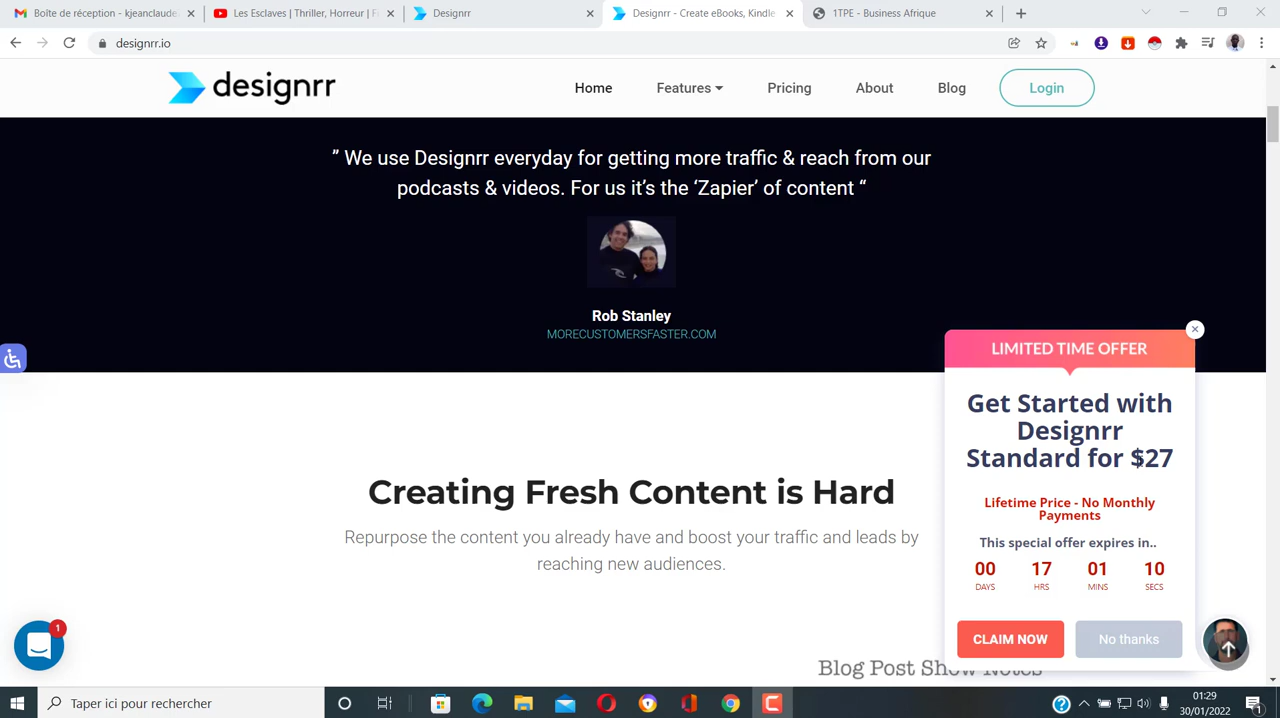 Boîte de réception - kjeanclaude.
Les Esclaves | Thriller, Horreur | F
Designrr
Designrr - Create eBooks, Kindle
1TPE - Business Afrique
designrr.io
designrr
Home
Features
Pricing
About
Blog
Login
” We use Designrr everyday for getting more traffic & reach from our
podcasts & videos. For us it’s the ‘Zapier’ of content “
Rob Stanley
MORECUSTOMERSFASTER.COM
LIMITED TIME OFFER
Get Started with
Designrr
Standard for $27
Lifetime Price - No Monthly
Payments
This special offer expires in..
00 17 01 10
DAYS HRS MINS SECS
CLAIM NOW
No thanks
Creating Fresh Content is Hard
Repurpose the content you already have and boost your traffic and leads by
reaching new audiences.
Blog Post Show Notes
1
Taper ici pour rechercher
01:29
30/01/2022
1